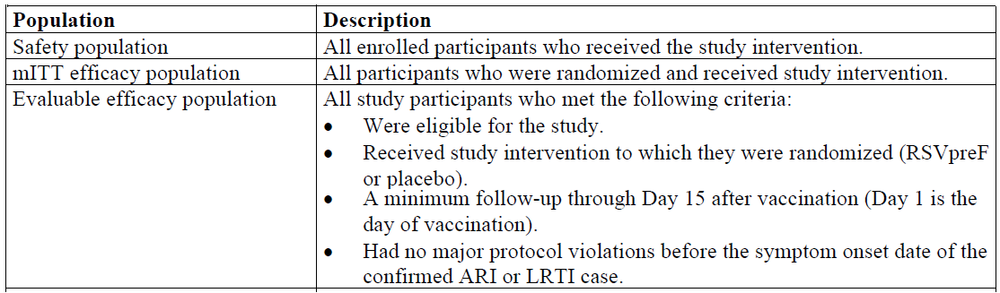 Population Description
Safety population All enrolled participants who received the study intervention.
mITT efficacy population All participants who were randomized and received study intervention.
Evaluable efficacy population All study participants who met the following criteria:
• Were eligible for the study.
• Received study intervention to which they were randomized (RSVpreF
or placebo).
• A minimum follow-up through Day 15 after vaccination (Day 1 is the
day of vaccination).
• Had no major protocol violations before the symptom onset date of the
confirmed ARI or LRTI case.